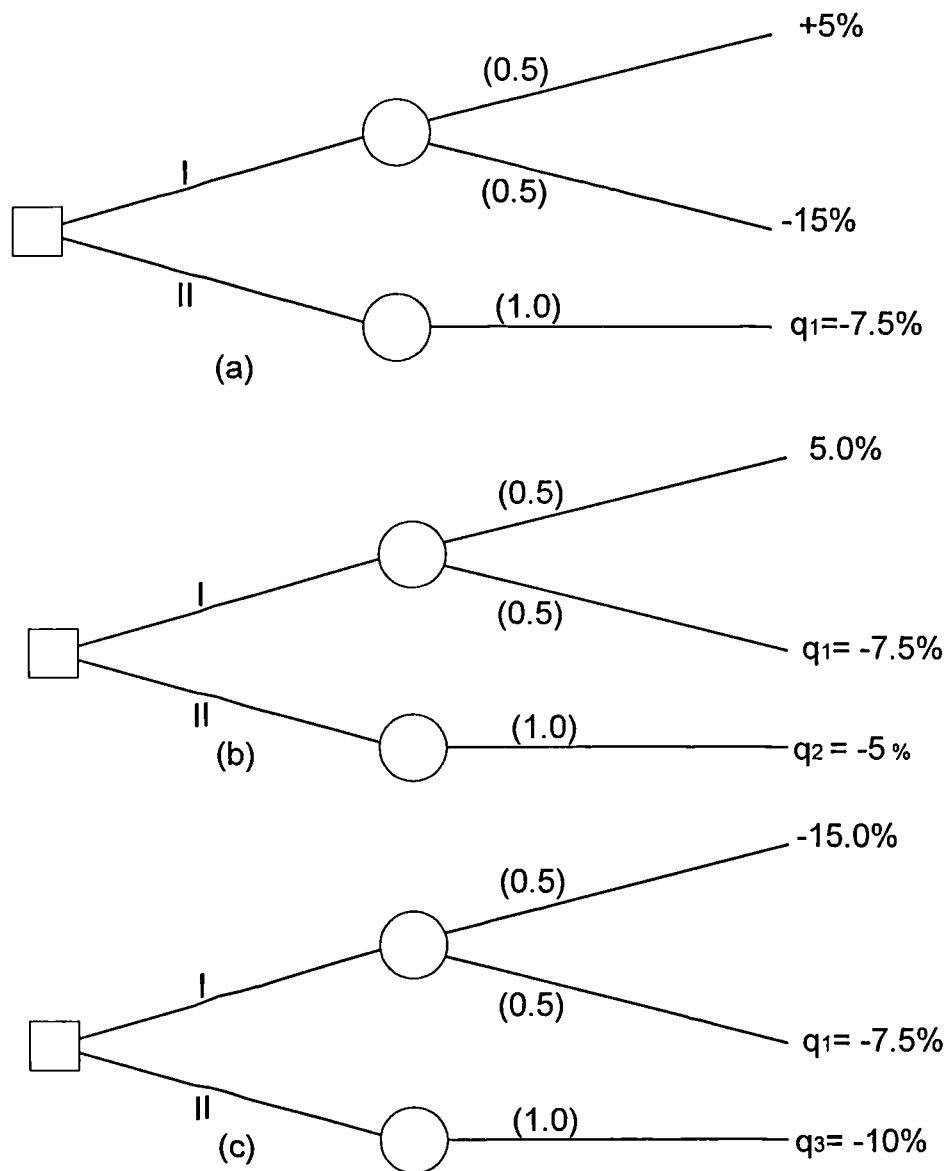 +5%
(0.5)
I
(0.5)
-15%
II
(1.0)
q1=-7.5%
(a)
5.0%
(0.5)
I
(0.5)
q1= -7.5%
II
(1.0)
q2 = -5 %
(b)
-15.0%
(0.5)
I
(0.5)
q1= -7.5%
II
(1.0)
q3= -10%
(c)